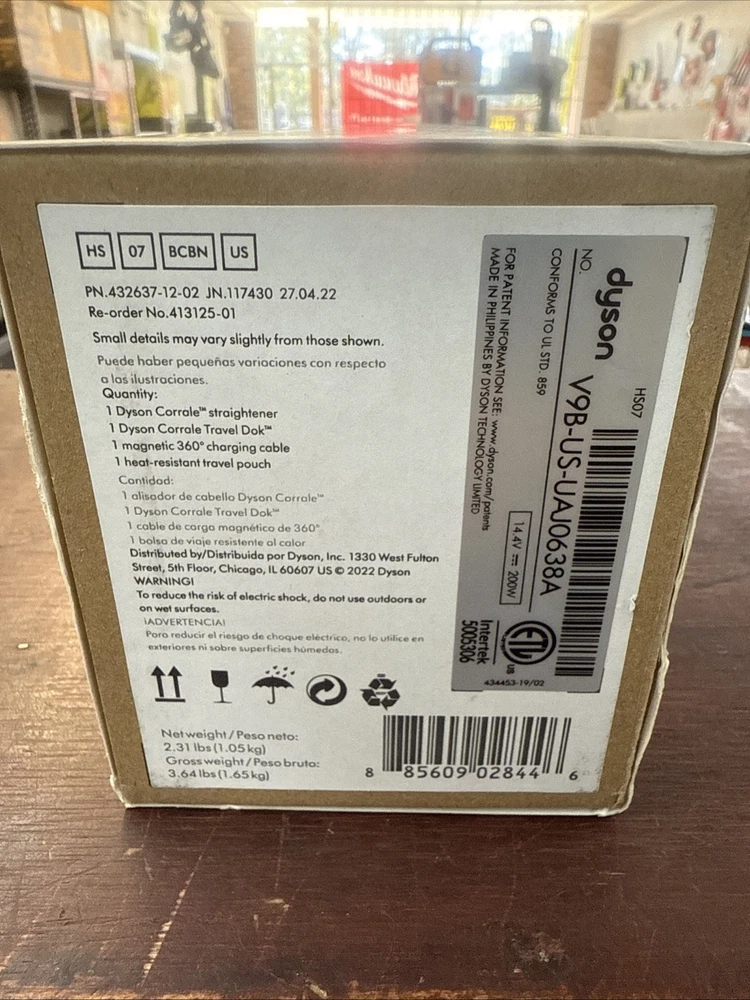 Milwaukee
HS 07 BCBN US
PN.432637-12-02 JN.117430 27.04.22
Re-order No.413125-01
Small details may vary slightly from those shown.
Puede haber pequeñas variaciones con respecto
a las ilustraciones.
Quantity:
1 Dyson Corrale™ straightener
1 Dyson Corrale Travel Dok™
1 magnetic 360° charging cable
1 heat-resistant travel pouch
Cantidad:
1 alisador de cabello Dyson Corrale™
1 Dyson Corrale Travel Dok™
1 cable de carga magnético de 360°
1 bolsa de viaje resistente al calor
Distributed by/Distribuida por Dyson, Inc. 1330 West Fulton
Street, 5th Floor, Chicago, IL 60607 US © 2022 Dyson
WARNING!
To reduce the risk of electric shock, do not use outdoors or
on wet surfaces.
¡ADVERTENCIA!
Para reducir el riesgo de choque eléctrico, no lo utilice en
exteriores ni sobre superficies húmedas.
Net weight/Peso neto:
2.31 lbs (1.05kg)
Gross weight/Peso bruto:
3.64 lbs (1.65kg)
8 85609 02844 6
HS07
dyson
NO. V9B-US-UAJ0638A
CONFORMS TO UL STD. 859
14.4V ⎓ 200W
FOR PATENT INFORMATION SEE: www.dyson.com/patents
MADE IN PHILIPPINES BY DYSON TECHNOLOGY LIMITED
ETL
US
Intertek
5005306
434453-19/02